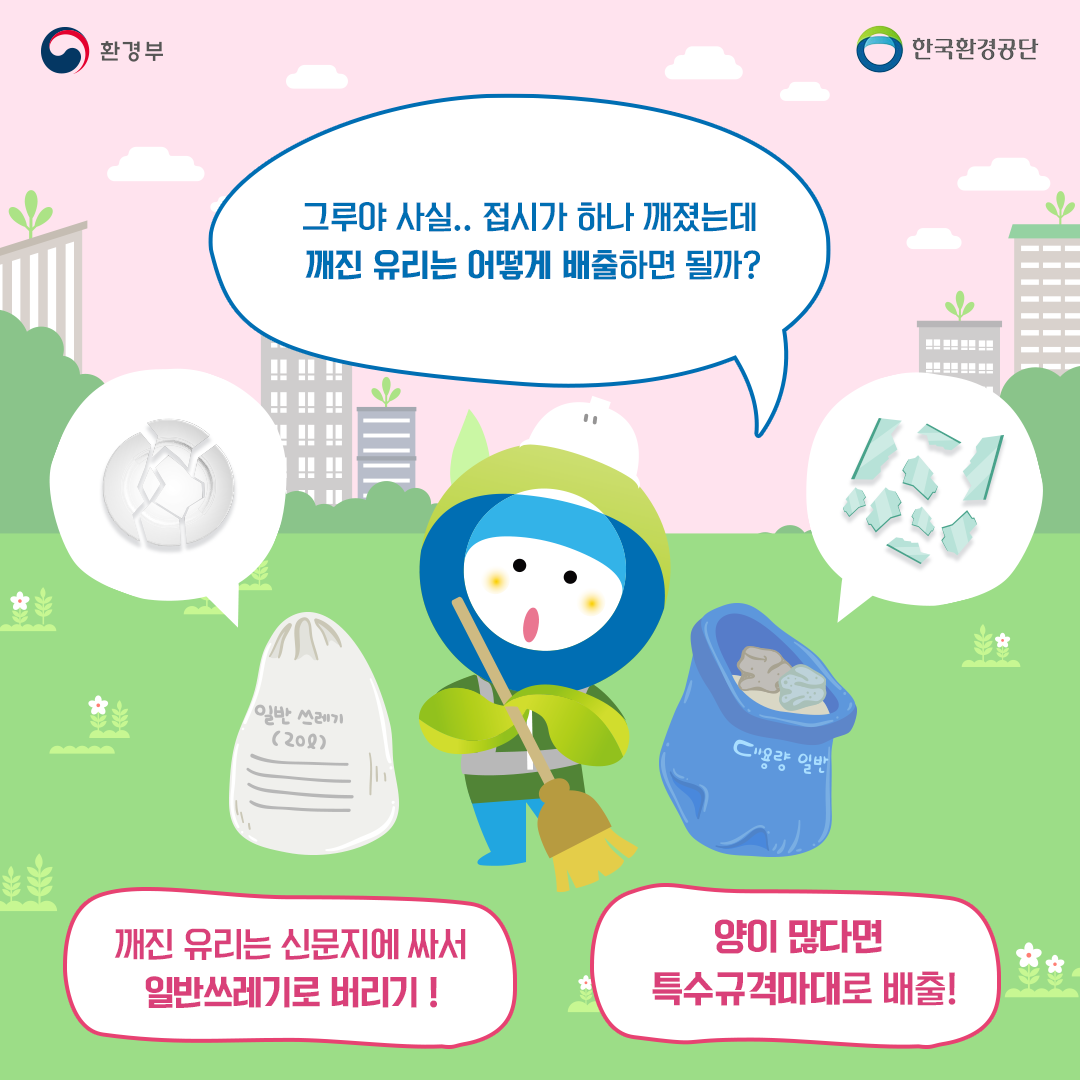 환경부
한국환경공단
그루야 사실.. 접시가 하나 깨졌는데
깨진 유리는 어떻게 배출하면 될까?
일반 쓰레기
(20ℓ)
대용량 일반
깨진 유리는 신문지에 싸서
일반쓰레기로 버리기 !
양이 많다면
특수규격마대로 배출!